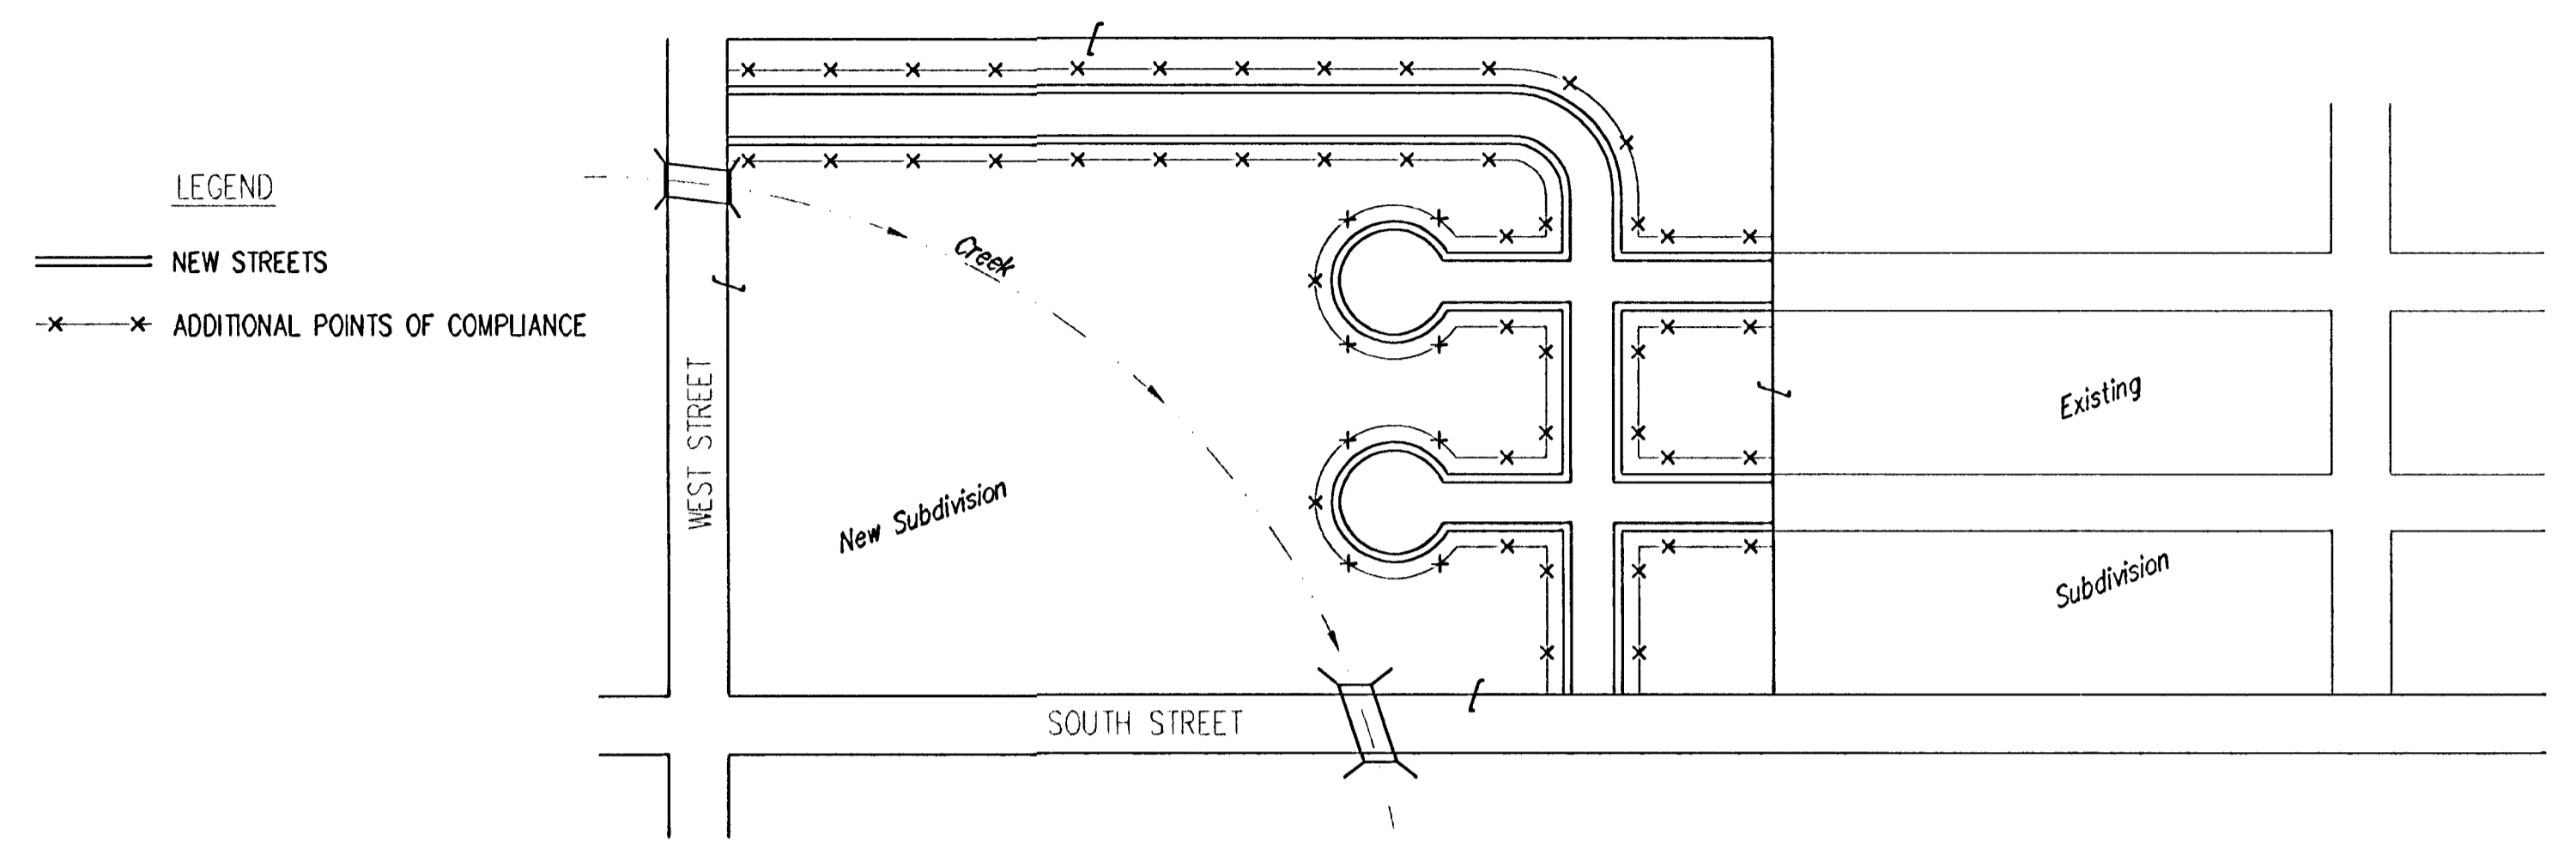 LEGEND
NEW STREETS
ADDITIONAL POINTS OF COMPLIANCE
WEST STREET
Creek
New Subdivision
SOUTH STREET
Existing
Subdivision